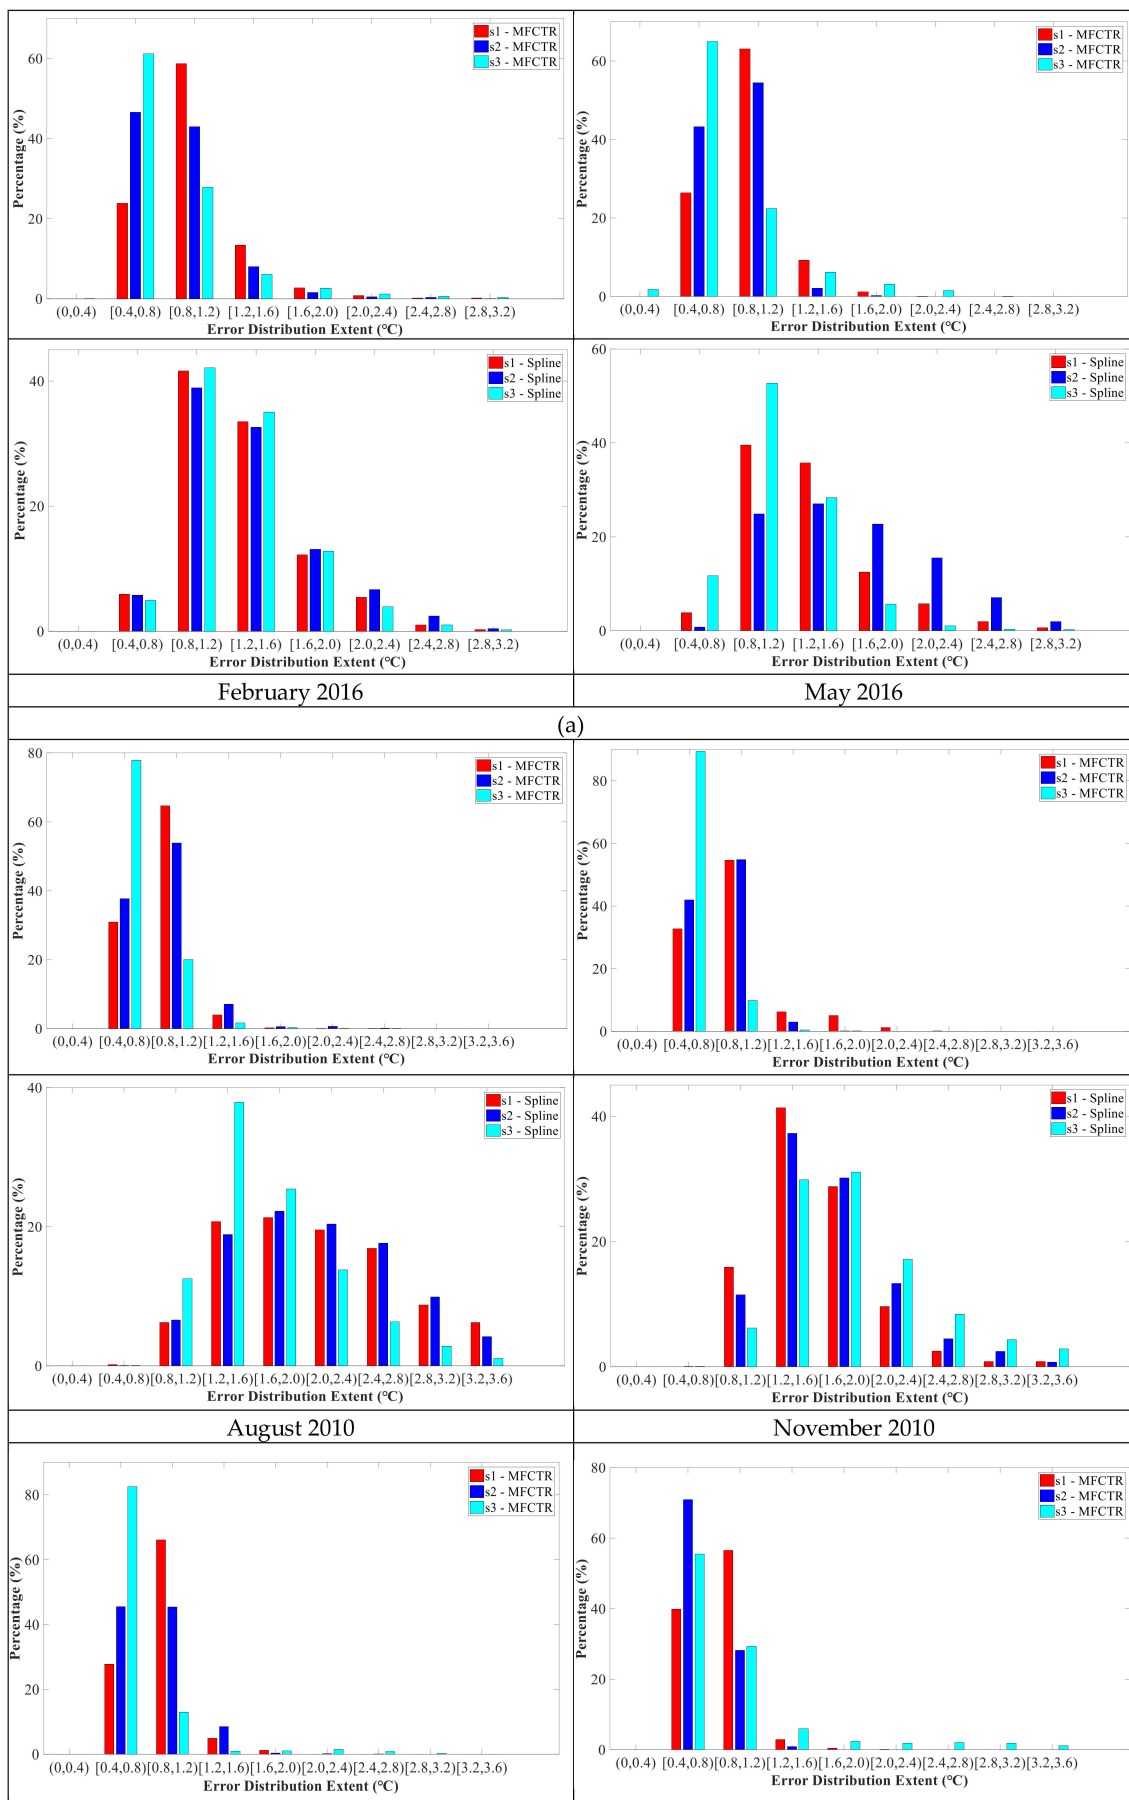 s1 - MFCTR
s2 - MFCTR
s3 - MFCTR
Percentage (%)
60
40
20
0
(0,0.4) [0.4,0.8) [0.8,1.2) [1.2,1.6) [1.6,2.0) [2.0,2.4) [2.4,2.8) [2.8,3.2)
Error Distribution Extent (℃)
s1 - MFCTR
s2 - MFCTR
s3 - MFCTR
Percentage (%)
60
40
20
0
(0,0.4) [0.4,0.8) [0.8,1.2) [1.2,1.6) [1.6,2.0) [2.0,2.4) [2.4,2.8) [2.8,3.2)
Error Distribution Extent (℃)
s1 - Spline
s2 - Spline
s3 - Spline
Percentage (%)
40
20
0
(0,0.4) [0.4,0.8) [0.8,1.2) [1.2,1.6) [1.6,2.0) [2.0,2.4) [2.4,2.8) [2.8,3.2)
Error Distribution Extent (℃)
s1 - Spline
s2 - Spline
s3 - Spline
Percentage (%)
60
40
20
0
(0,0.4) [0.4,0.8) [0.8,1.2) [1.2,1.6) [1.6,2.0) [2.0,2.4) [2.4,2.8) [2.8,3.2)
Error Distribution Extent (℃)
February 2016
May 2016
(a)
s1 - MFCTR
s2 - MFCTR
s3 - MFCTR
Percentage (%)
80
60
40
20
0
(0,0.4) [0.4,0.8) [0.8,1.2) [1.2,1.6) [1.6,2.0) [2.0,2.4) [2.4,2.8) [2.8,3.2) [3.2,3.6)
Error Distribution Extent (℃)
s1 - MFCTR
s2 - MFCTR
s3 - MFCTR
Percentage (%)
80
60
40
20
0
(0,0.4) [0.4,0.8) [0.8,1.2) [1.2,1.6) [1.6,2.0) [2.0,2.4) [2.4,2.8) [2.8,3.2) [3.2,3.6)
Error Distribution Extent (℃)
s1 - Spline
s2 - Spline
s3 - Spline
Percentage (%)
40
20
0
(0,0.4) [0.4,0.8) [0.8,1.2) [1.2,1.6) [1.6,2.0) [2.0,2.4) [2.4,2.8) [2.8,3.2) [3.2,3.6)
Error Distribution Extent (℃)
s1 - Spline
s2 - Spline
s3 - Spline
Percentage (%)
40
20
0
(0,0.4) [0.4,0.8) [0.8,1.2) [1.2,1.6) [1.6,2.0) [2.0,2.4) [2.4,2.8) [2.8,3.2) [3.2,3.6)
Error Distribution Extent (℃)
August 2010
November 2010
s1 - MFCTR
s2 - MFCTR
s3 - MFCTR
Percentage (%)
80
60
40
20
0
(0,0.4) [0.4,0.8) [0.8,1.2) [1.2,1.6) [1.6,2.0) [2.0,2.4) [2.4,2.8) [2.8,3.2) [3.2,3.6)
Error Distribution Extent (℃)
s1 - MFCTR
s2 - MFCTR
s3 - MFCTR
Percentage (%)
80
60
40
20
0
(0,0.4) [0.4,0.8) [0.8,1.2) [1.2,1.6) [1.6,2.0) [2.0,2.4) [2.4,2.8) [2.8,3.2) [3.2,3.6)
Error Distribution Extent (℃)